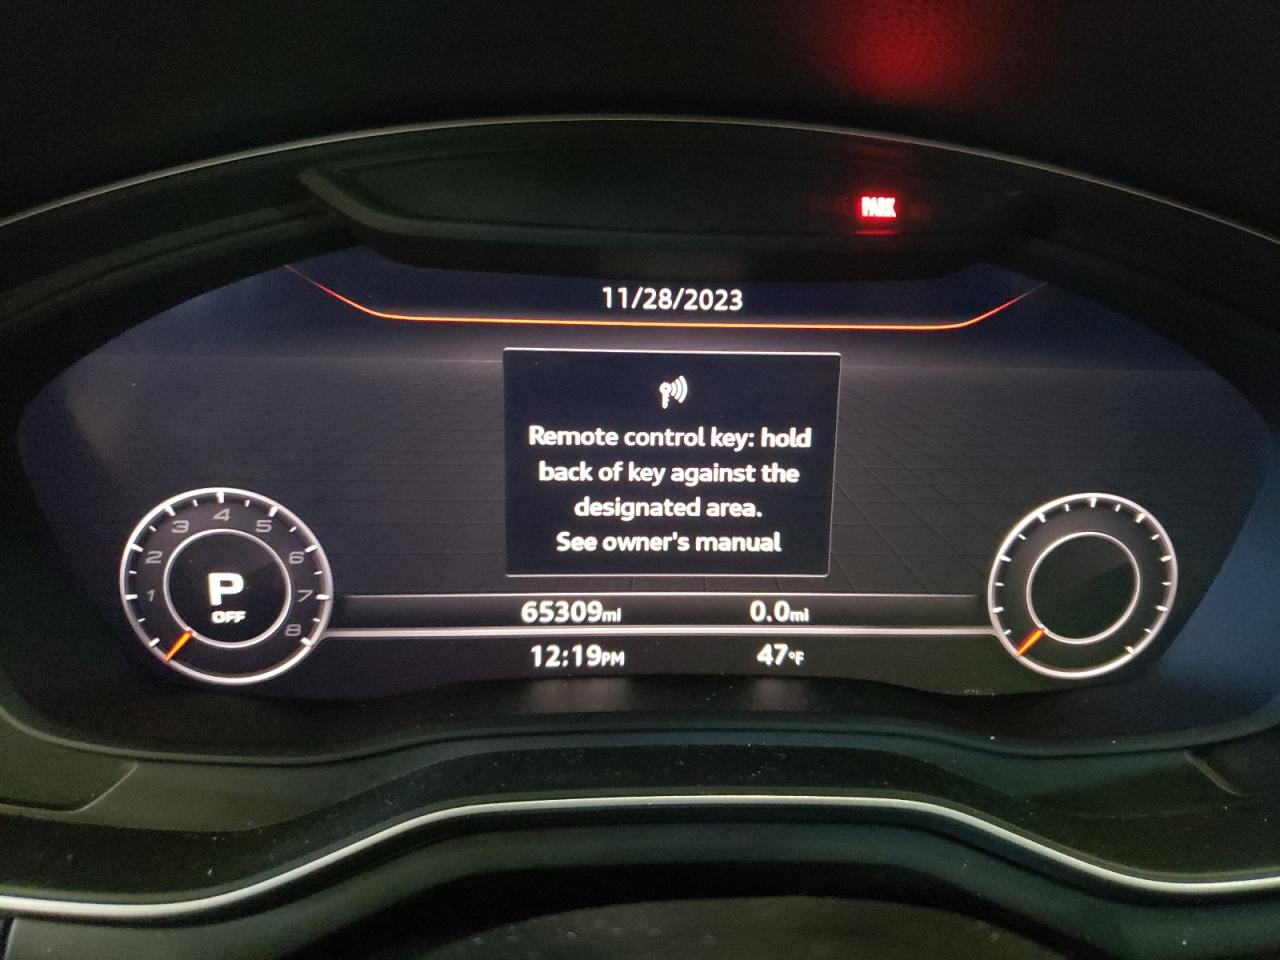 PARK
11/28/2023
Remote control key: hold
back of key against the
designated area.
See owner's manual
1 2 3 4 5 6 7 8
P
OFF
65309mi 0.0mi
12:19PM 47°F